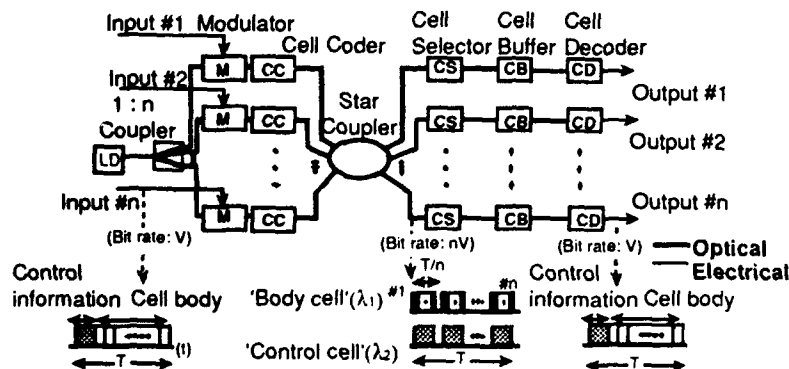 Input #1 Modulator
Cell Coder
Cell Selector
Cell Buffer
Cell Decoder
M CC CS CB CD
Output #1
Input #2
1 : n
Coupler
Star Coupler
M CC CS CB CD
Output #2
LD
Input #n
M CC CS CB CD
Output #n
(Bit rate: V)
(Bit rate: nV)
(Bit rate: V)
Optical
Electrical
Control information Cell body
T
(t)
T/n
'Body cell'(λ1) #1 #n
'Control cell'(λ2)
T
Control information Cell body
T